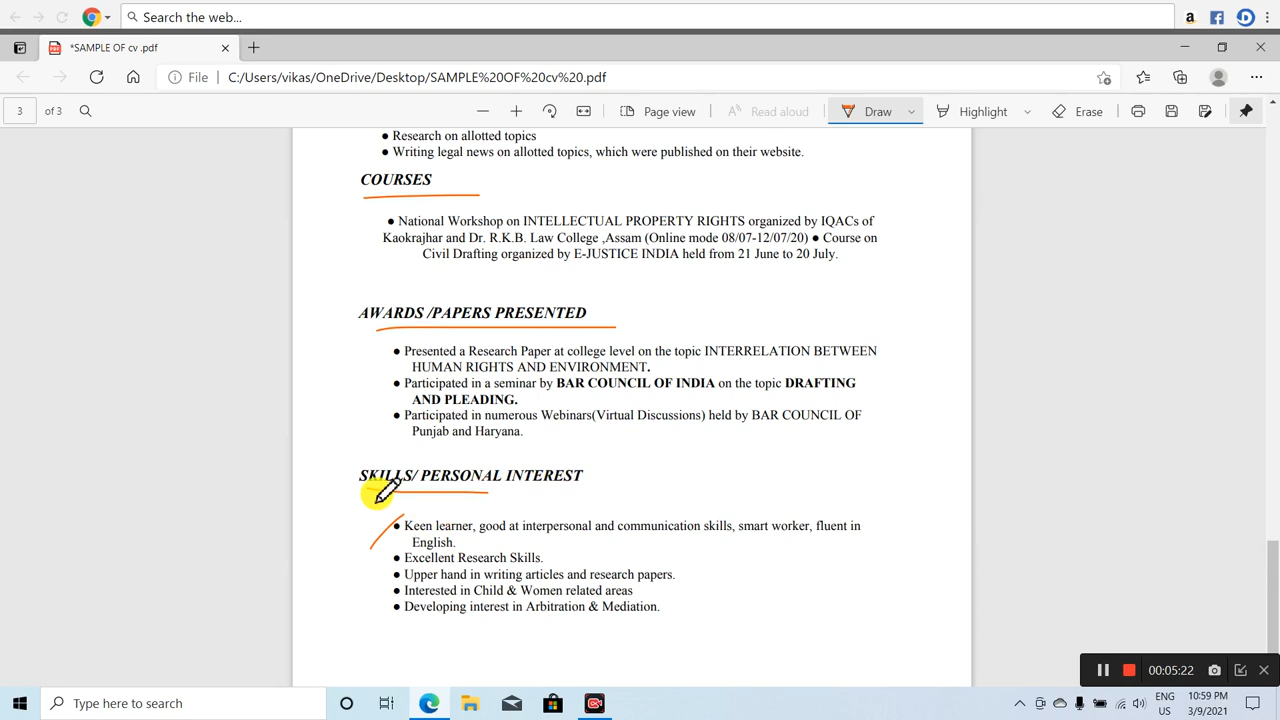 Search the web...
*SAMPLE OF cv .pdf
File C:/Users/vikas/OneDrive/Desktop/SAMPLE%20OF%20cv%20.pdf
3 of 3 Page view Read aloud Draw Highlight Erase
● Research on allotted topics
● Writing legal news on allotted topics, which were published on their website.
COURSES
● National Workshop on INTELLECTUAL PROPERTY RIGHTS organized by IQACs of
Kaokrajhar and Dr. R.K.B. Law College ,Assam (Online mode 08/07-12/07/20) ● Course on
Civil Drafting organized by E-JUSTICE INDIA held from 21 June to 20 July.
AWARDS /PAPERS PRESENTED
● Presented a Research Paper at college level on the topic INTERRELATION BETWEEN
HUMAN RIGHTS AND ENVIRONMENT.
● Participated in a seminar by BAR COUNCIL OF INDIA on the topic DRAFTING
AND PLEADING.
● Participated in numerous Webinars(Virtual Discussions) held by BAR COUNCIL OF
Punjab and Haryana.
SKILLS/ PERSONAL INTEREST
● Keen learner, good at interpersonal and communication skills, smart worker, fluent in
English.
● Excellent Research Skills.
● Upper hand in writing articles and research papers.
● Interested in Child & Women related areas
● Developing interest in Arbitration & Mediation.
00:05:22
Type here to search
ENG
US
10:59 PM
3/9/2021